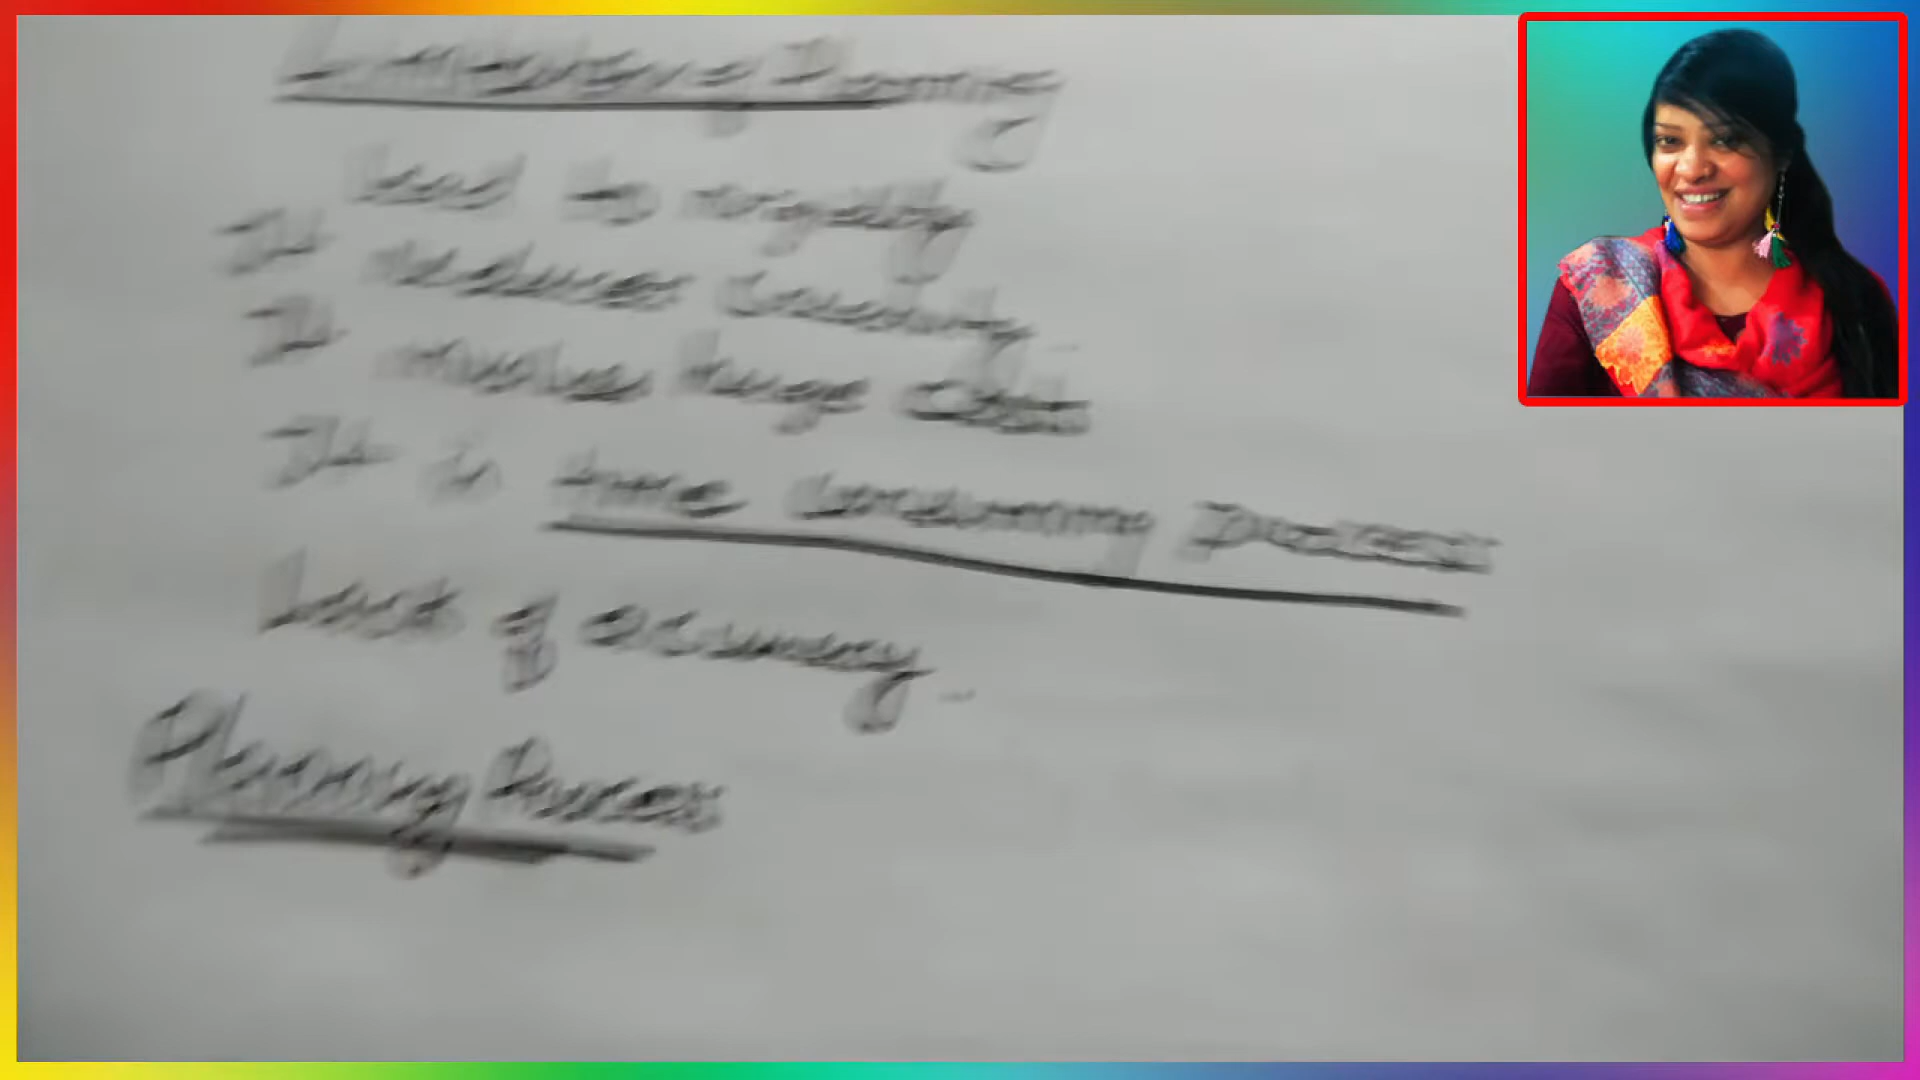 Limitations of Planning
Lead to rigidity
It Reduces Creativity
It involves huge costs
It is time consuming process
Lack of accuracy
Planning Process